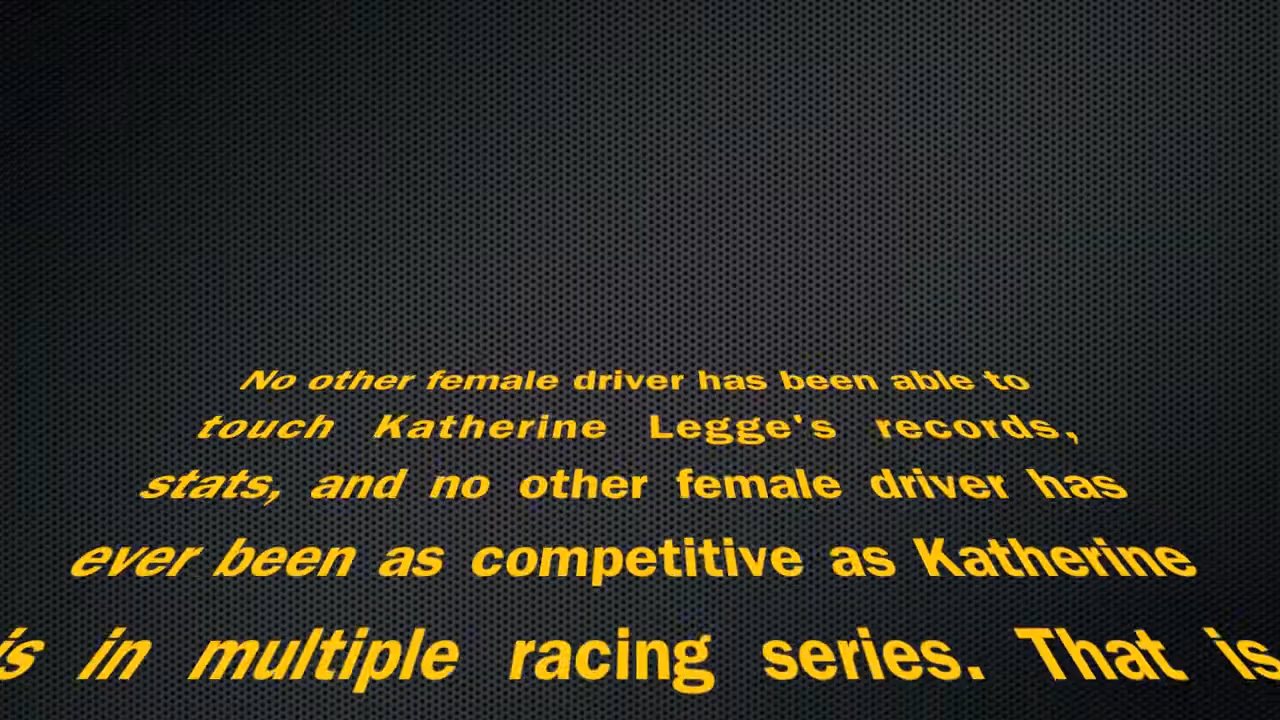 No other female driver has been able to
touch Katherine Legge's records,
stats, and no other female driver has
ever been as competitive as Katherine
is in multiple racing series. That is